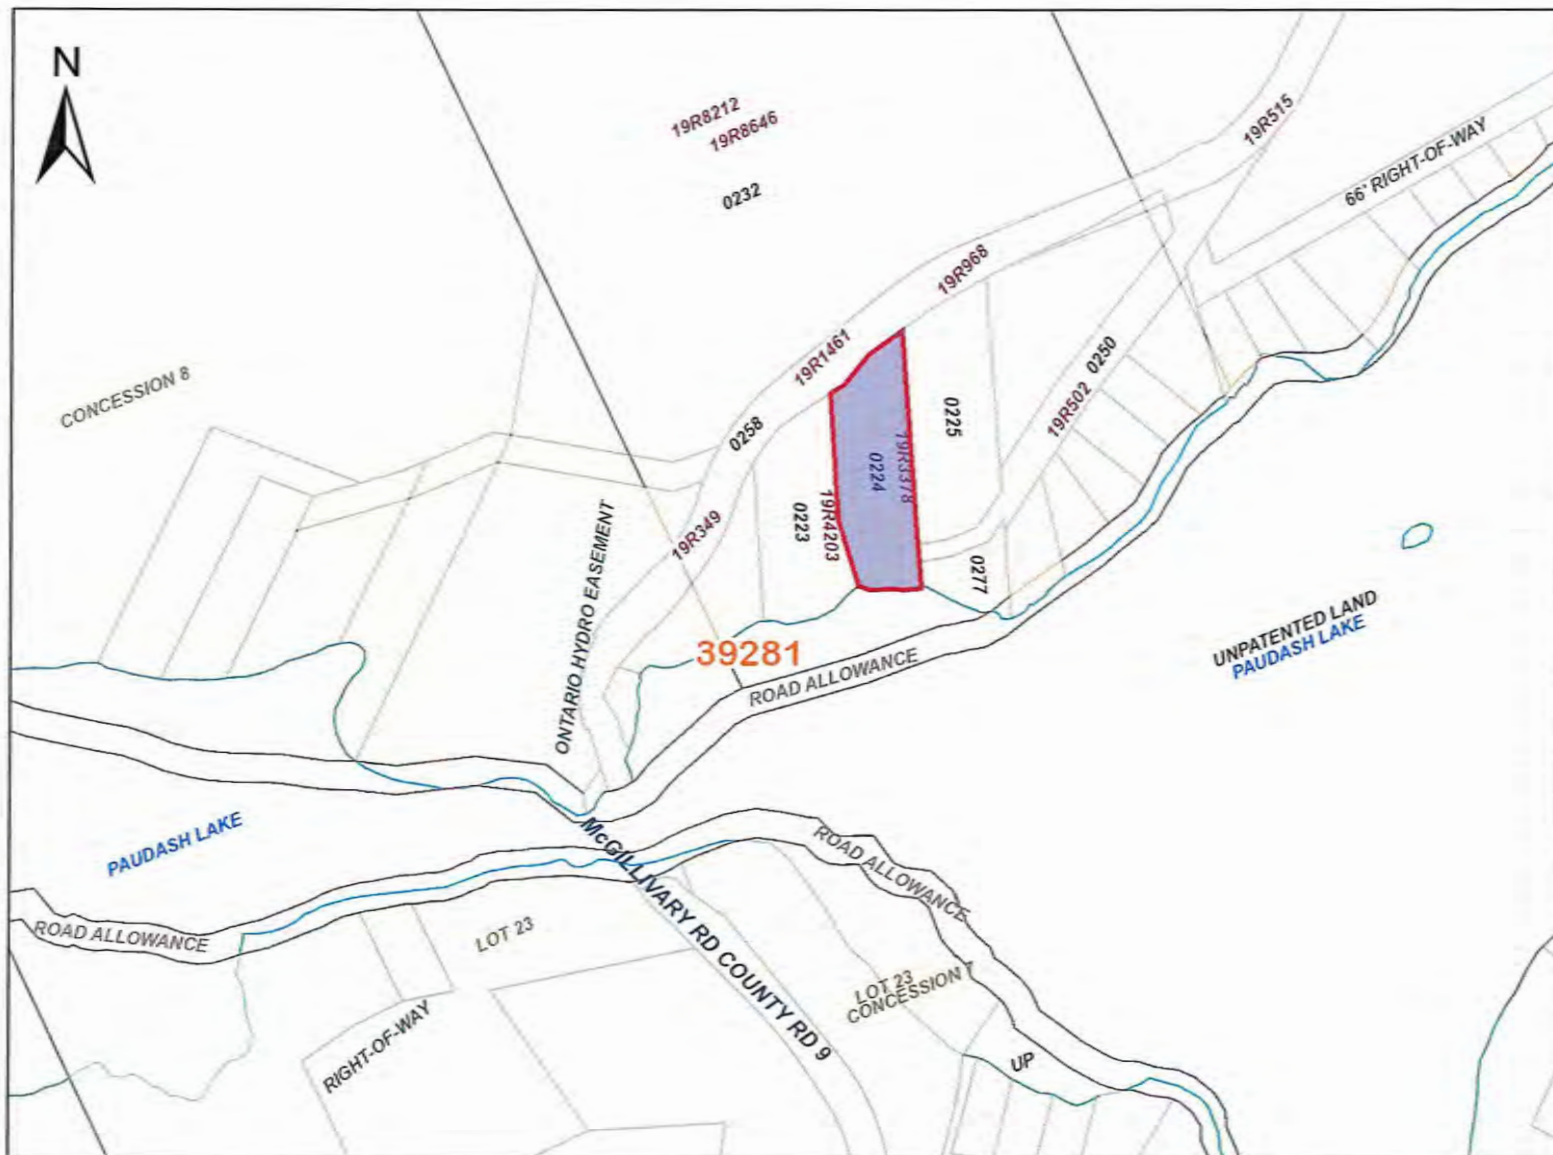 N
19R8212
19R8646
0232
19R515
66' RIGHT-OF-WAY
19R968
19R1461
CONCESSION 8
0250
19R502
0225
0258
19R3378
0224
19R4203
0223
19R349
0277
ONTARIO HYDRO EASEMENT
39281
ROAD ALLOWANCE
UNPATENTED LAND
PAUDASH LAKE
PAUDASH LAKE
McGILLIVARY RD COUNTY RD 9
ROAD ALLOWANCE
ROAD ALLOWANCE
LOT 23
LOT 23
CONCESSION 7
RIGHT-OF-WAY
UP